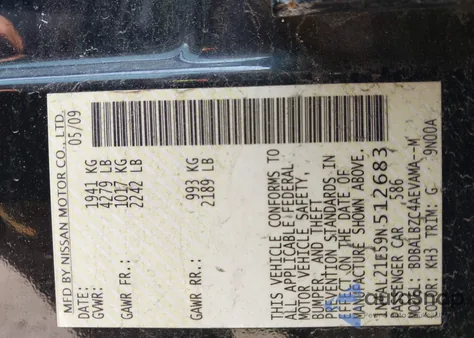 MFD BY NISSAN MOTOR CO., LTD.
DATE: 05/09
GVWR: 1941 KG
4279 LB
GAWR FR.: 1017 KG
2242 LB
GAWR RR.: 993 KG
2189 LB
THIS VEHICLE CONFORMS TO
ALL APPLICABLE FEDERAL
MOTOR VEHICLE SAFETY,
BUMPER, AND THEFT
PREVENTION STANDARDS IN
EFFECT ON THE DATE OF
MANUFACTURE SHOWN ABOVE.
1N4AL21E39N512683
PASSENGER CAR 586
MODEL: BDBALBZC4AEVAMA--M
COLOR: KH3 TRIM: G 9N00A
autosnap